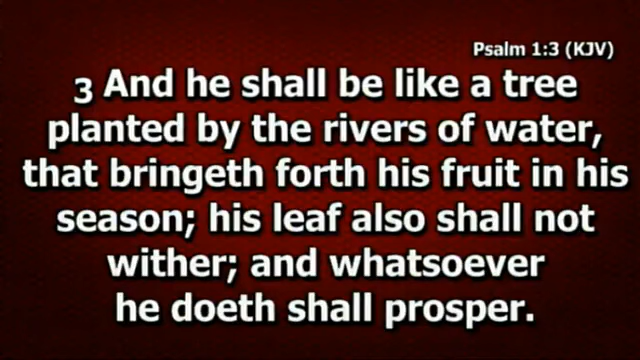 Psalm 1:3 (KJV)
3 And he shall be like a tree
planted by the rivers of water,
that bringeth forth his fruit in his
season; his leaf also shall not
wither; and whatsoever
he doeth shall prosper.